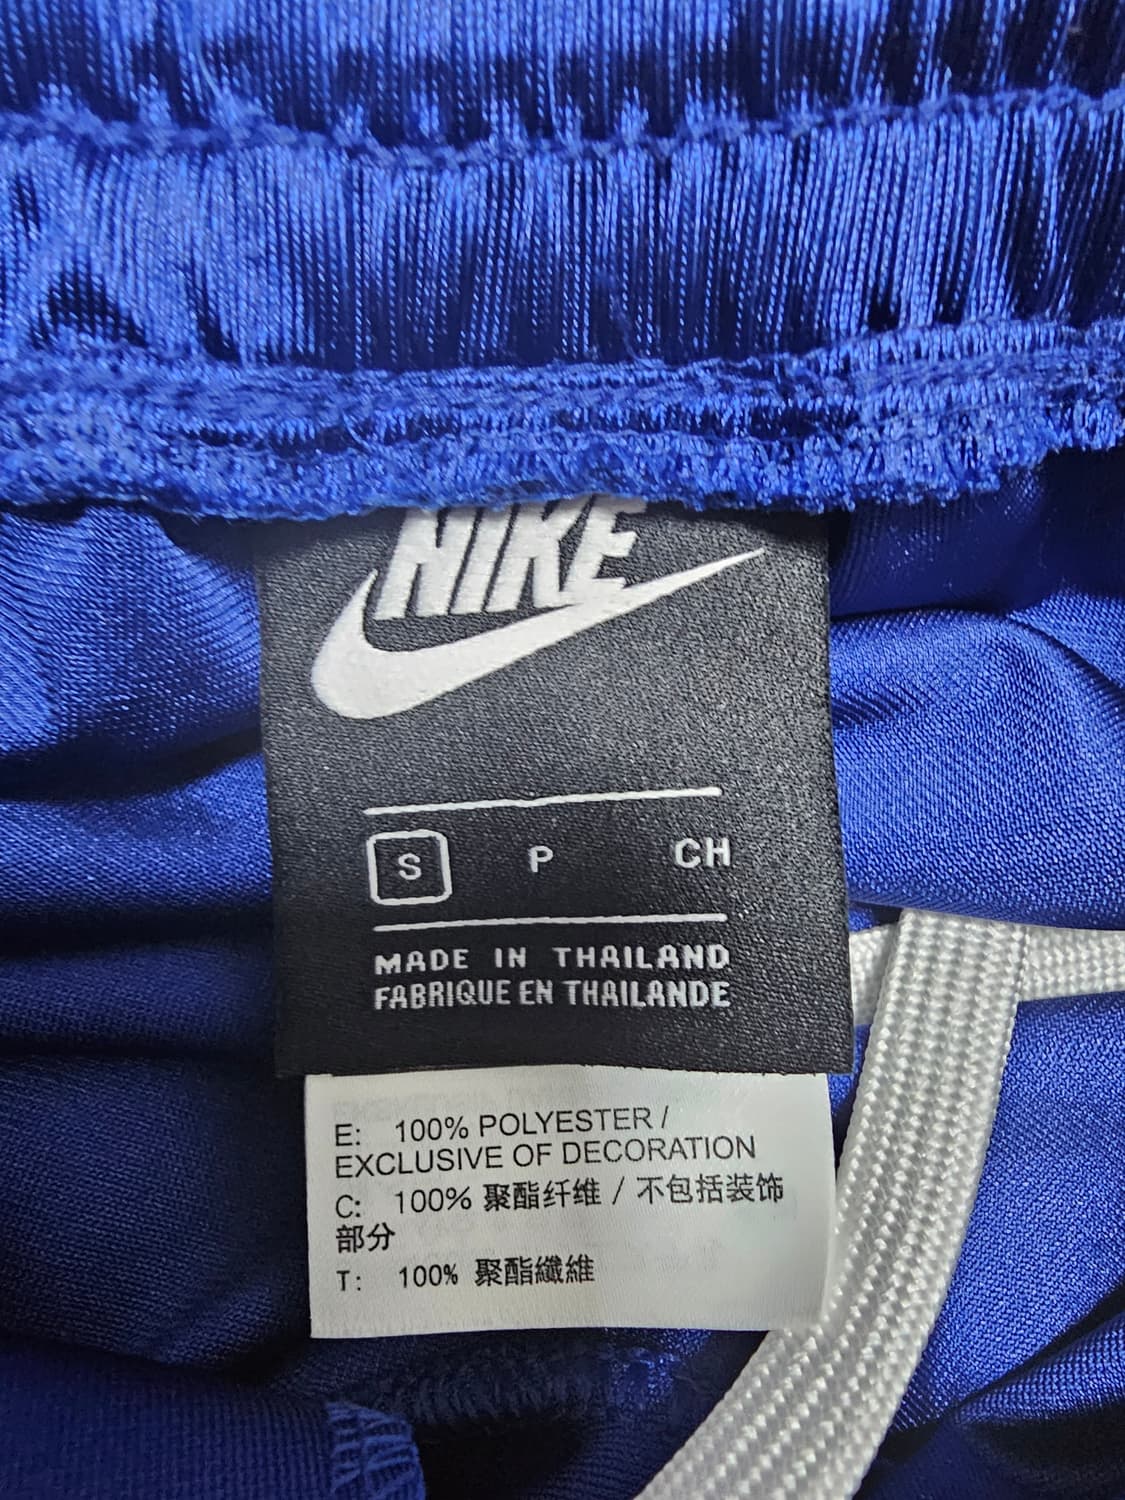 NIKE
S P CH
MADE IN THAILAND
FABRIQUE EN THAILANDE
E: 100% POLYESTER /
EXCLUSIVE OF DECORATION
C: 100% 聚酯纤维 / 不包括装饰
部分
T: 100% 聚酯纖維